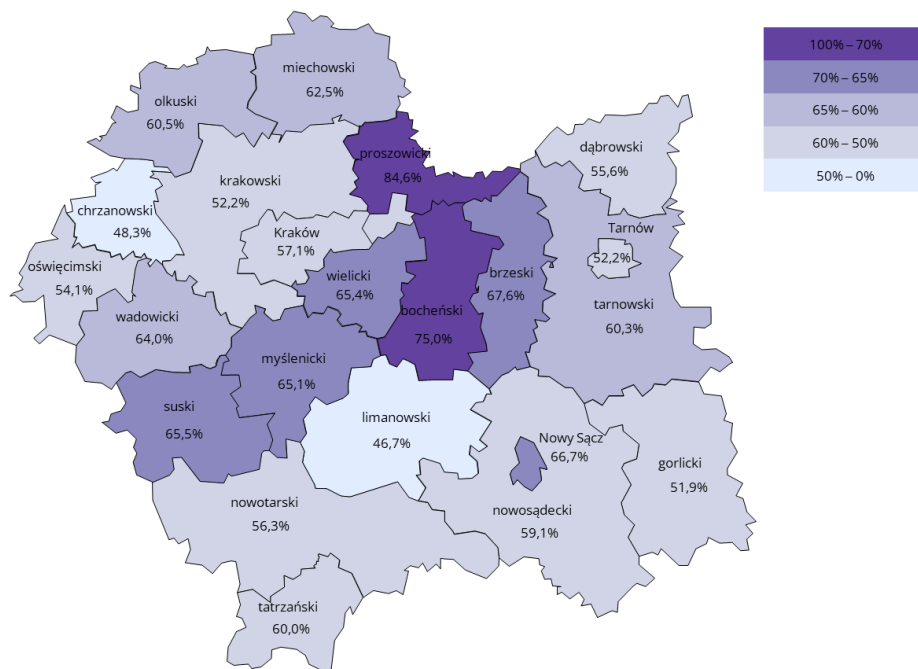 miechowski
62,5%
olkuski
60,5%
proszowicki
84,6%
dąbrowski
55,6%
krakowski
52,2%
chrzanowski
48,3%
Kraków
57,1%
Tarnów
52,2%
oświęcimski
54,1%
wielicki
65,4%
brzeski
67,6%
bocheński
75,0%
tarnowski
60,3%
wadowicki
64,0%
myślenicki
65,1%
suski
65,5%
limanowski
46,7%
Nowy Sącz
66,7%
gorlicki
51,9%
nowotarski
56,3%
nowosądecki
59,1%
tatrzański
60,0%
100% – 70%
70% – 65%
65% – 60%
60% – 50%
50% – 0%